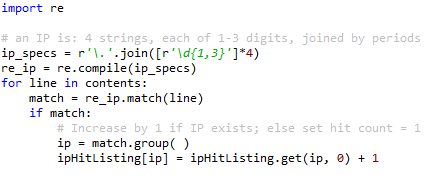 import re

# an IP is: 4 strings, each of 1-3 digits, joined by periods
ip_specs = r'\.'.join([r'\d{1,3}']*4)
re_ip = re.compile(ip_specs)
for line in contents:
    match = re_ip.match(line)
    if match:
        # Increase by 1 if IP exists; else set hit count = 1
        ip = match.group( )
        ipHitListing[ip] = ipHitListing.get(ip, 0) + 1